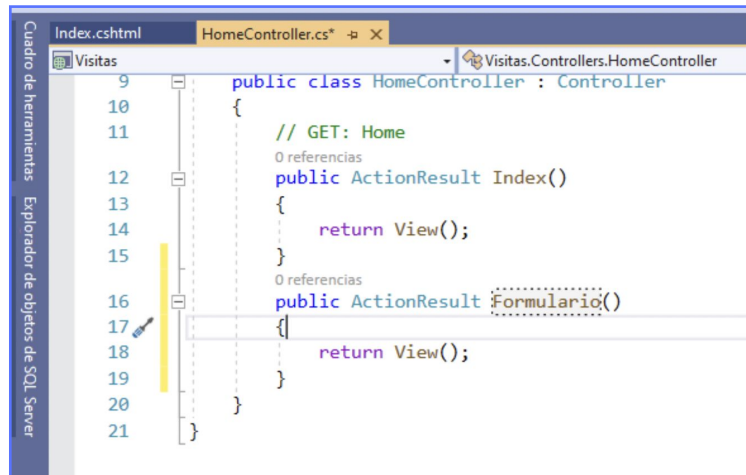 Index.cshtml HomeController.cs*
Visitas Visitas.Controllers.HomeController
9 public class HomeController : Controller
10 {
11 // GET: Home
0 referencias
12 public ActionResult Index()
13 {
14 return View();
15 }
0 referencias
16 public ActionResult Formulario()
17 {
18 return View();
19 }
20 }
21 }
Cuadro de herramientas
Explorador de objetos de SQL Server